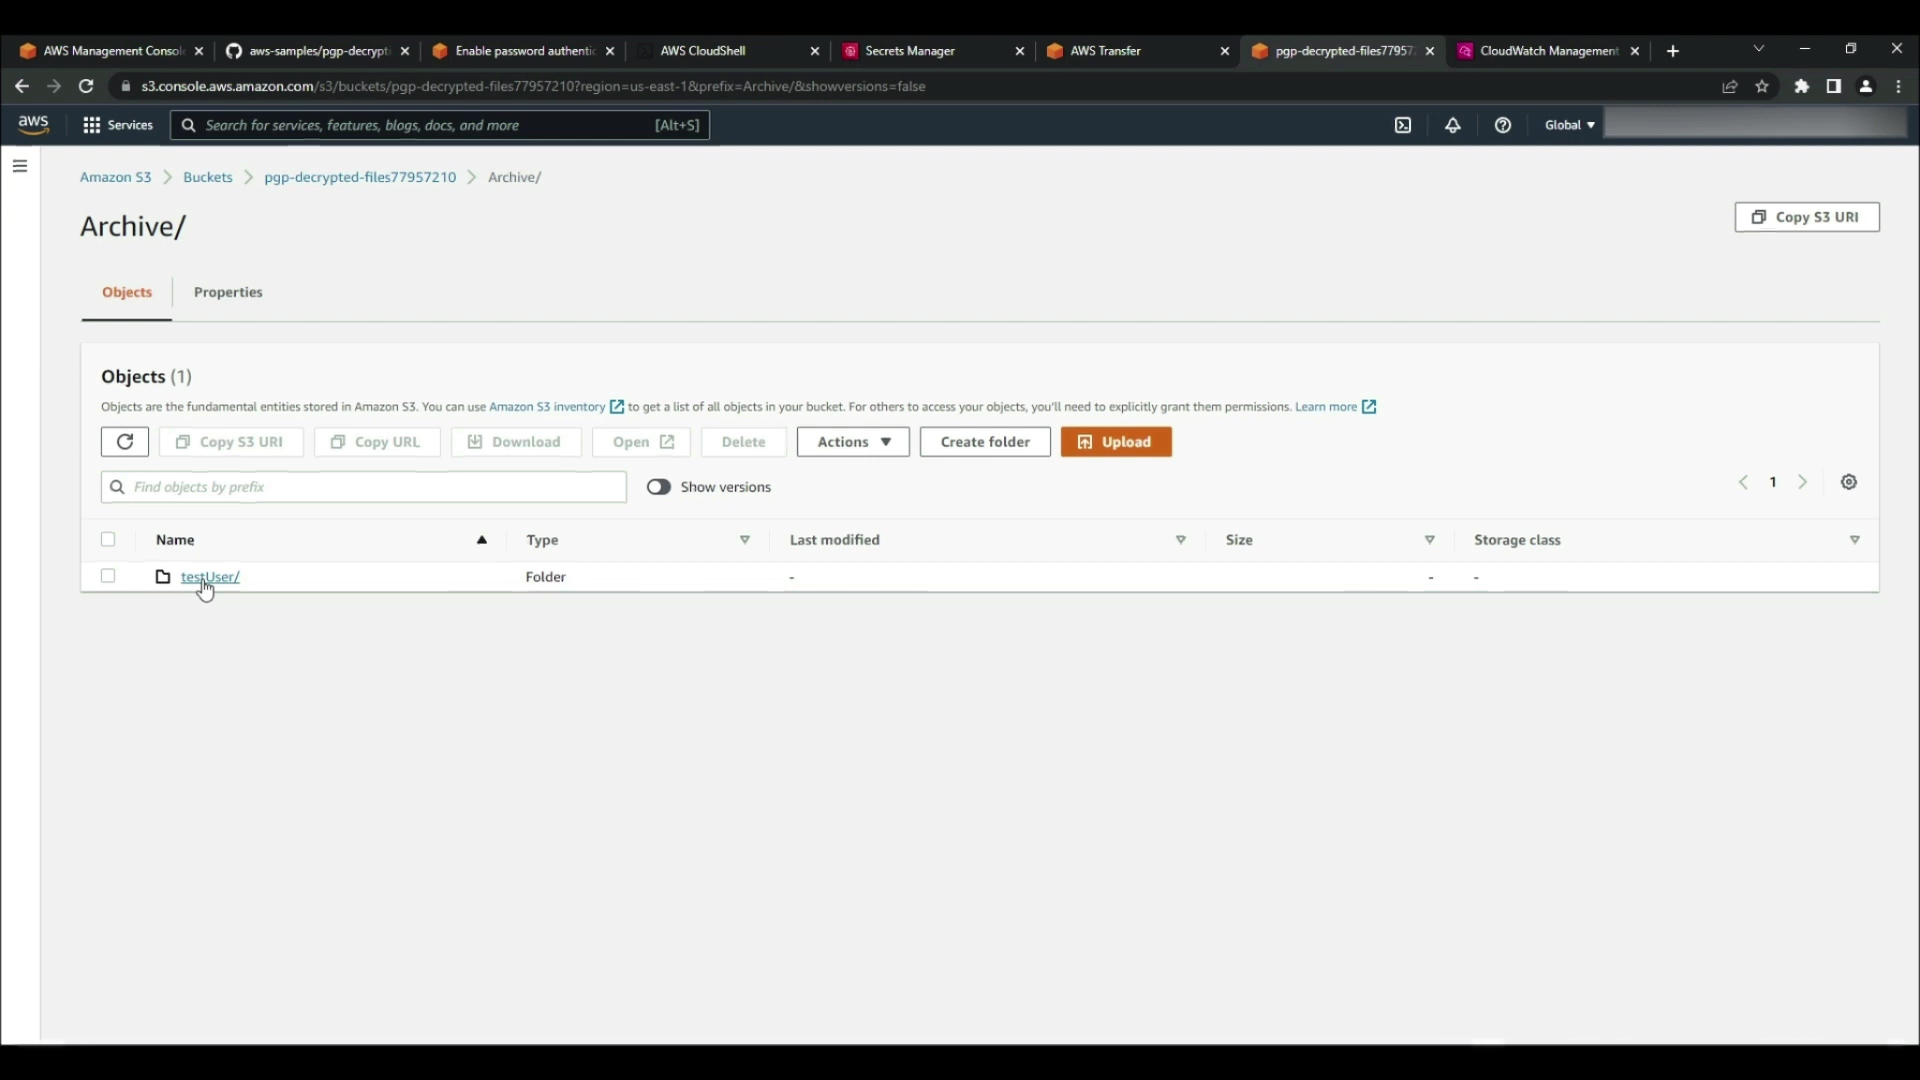 AWS Management Consol
aws-samples/pgp-decrypt
Enable password authentic
AWS CloudShell
Secrets Manager
AWS Transfer
pgp-decrypted-files77957
CloudWatch Management
s3.console.aws.amazon.com/s3/buckets/pgp-decrypted-files77957210?region=us-east-1&prefix=Archive/&showversions=false
aws
Services
Search for services, features, blogs, docs, and more
[Alt+S]
Global
Amazon S3
Buckets
pgp-decrypted-files77957210
Archive/
Archive/
Copy S3 URI
Objects
Properties
Objects (1)
Objects are the fundamental entities stored in Amazon S3. You can use Amazon S3 inventory to get a list of all objects in your bucket. For others to access your objects, you'll need to explicitly grant them permissions. Learn more
Copy S3 URI
Copy URL
Download
Open
Delete
Actions
Create folder
Upload
Find objects by prefix
Show versions
1
Name
Type
Last modified
Size
Storage class
testUser/
Folder
-
-
-